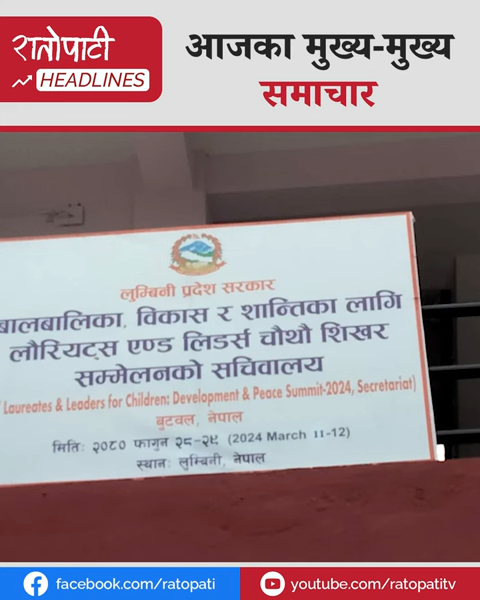 रातोपाटी
HEADLINES
आजका मुख्य-मुख्य
समाचार
लुम्बिनी प्रदेश सरकार
बालबालिका, विकास र शान्तिका लागि
लौरियट्स एण्ड लिडर्स चौथौ शिखर
सम्मेलनको सचिवालय
Laureates & Leaders for Children: Development & Peace Summit-2024, Secretariat)
बुटवल, नेपाल
मितिः २०८० फागुन २८-२९ (2024 March 11-12)
स्थानः लुम्बिनी, नेपाल
facebook.com/ratopati
youtube.com/ratopatitv